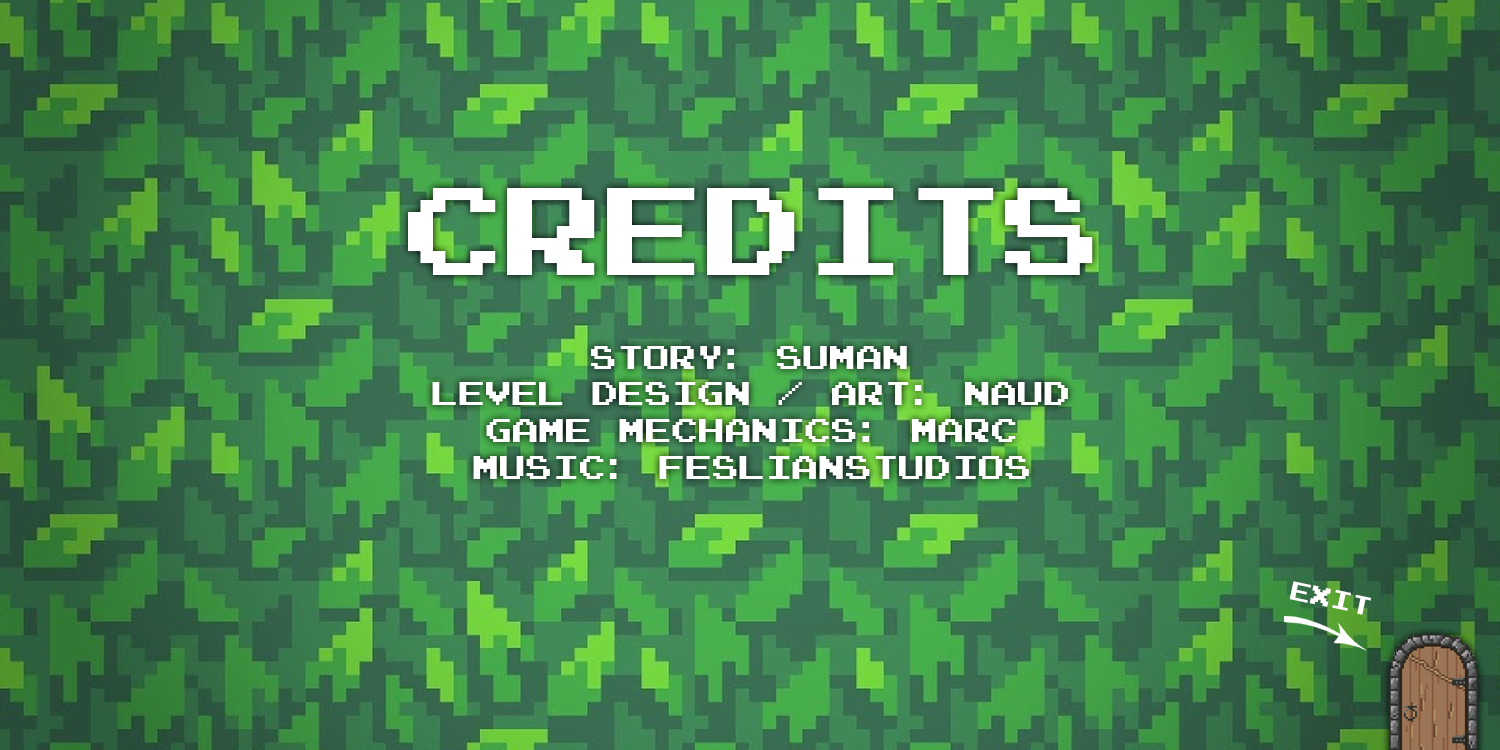 CREDITS
STORY: SUMAN
LEVEL DESIGN / ART: NAUD
GAME MECHANICS: MARC
MUSIC: FESLIANSTUDIOS
EXIT